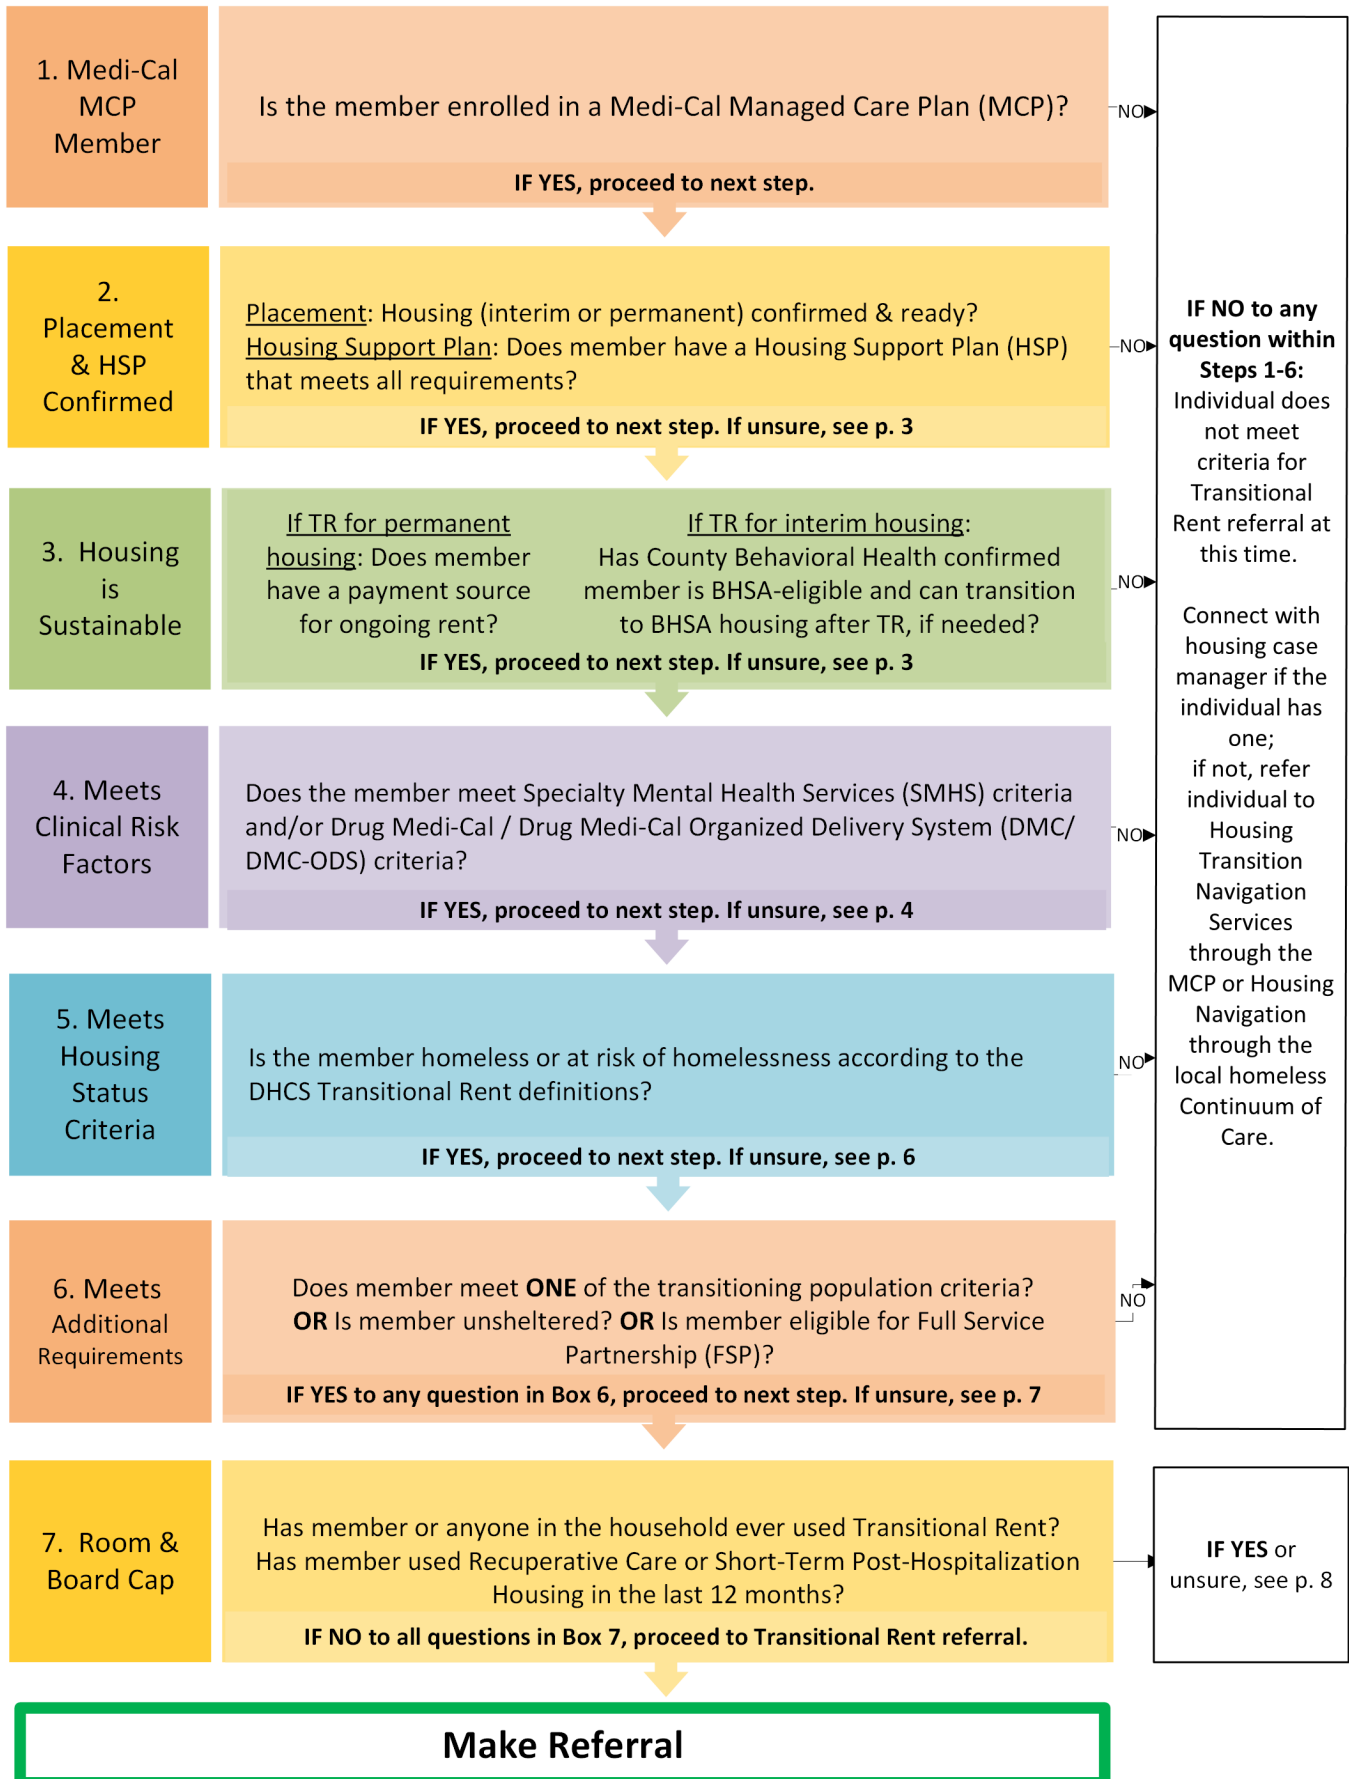 1. Medi-Cal
MCP
Member
Is the member enrolled in a Medi-Cal Managed Care Plan (MCP)?
IF YES, proceed to next step.
NO
2.
Placement
& HSP
Confirmed
Placement: Housing (interim or permanent) confirmed & ready?
Housing Support Plan: Does member have a Housing Support Plan (HSP)
that meets all requirements?
IF YES, proceed to next step. If unsure, see p. 3
NO
3. Housing
is
Sustainable
If TR for permanent
housing: Does member
have a payment source
for ongoing rent?
If TR for interim housing:
Has County Behavioral Health confirmed
member is BHSA-eligible and can transition
to BHSA housing after TR, if needed?
IF YES, proceed to next step. If unsure, see p. 3
NO
4. Meets
Clinical Risk
Factors
Does the member meet Specialty Mental Health Services (SMHS) criteria
and/or Drug Medi-Cal / Drug Medi-Cal Organized Delivery System (DMC/
DMC-ODS) criteria?
IF YES, proceed to next step. If unsure, see p. 4
NO
5. Meets
Housing
Status
Criteria
Is the member homeless or at risk of homelessness according to the
DHCS Transitional Rent definitions?
IF YES, proceed to next step. If unsure, see p. 6
NO
6. Meets
Additional
Requirements
Does member meet ONE of the transitioning population criteria?
OR Is member unsheltered? OR Is member eligible for Full Service
Partnership (FSP)?
IF YES to any question in Box 6, proceed to next step. If unsure, see p. 7
NO
IF NO to any
question within
Steps 1-6:
Individual does
not meet
criteria for
Transitional
Rent referral at
this time.
Connect with
housing case
manager if the
individual has
one;
if not, refer
individual to
Housing
Transition
Navigation
Services
through the
MCP or Housing
Navigation
through the
local homeless
Continuum of
Care.
7. Room &
Board Cap
Has member or anyone in the household ever used Transitional Rent?
Has member used Recuperative Care or Short-Term Post-Hospitalization
Housing in the last 12 months?
IF NO to all questions in Box 7, proceed to Transitional Rent referral.
IF YES or
unsure, see p. 8
Make Referral